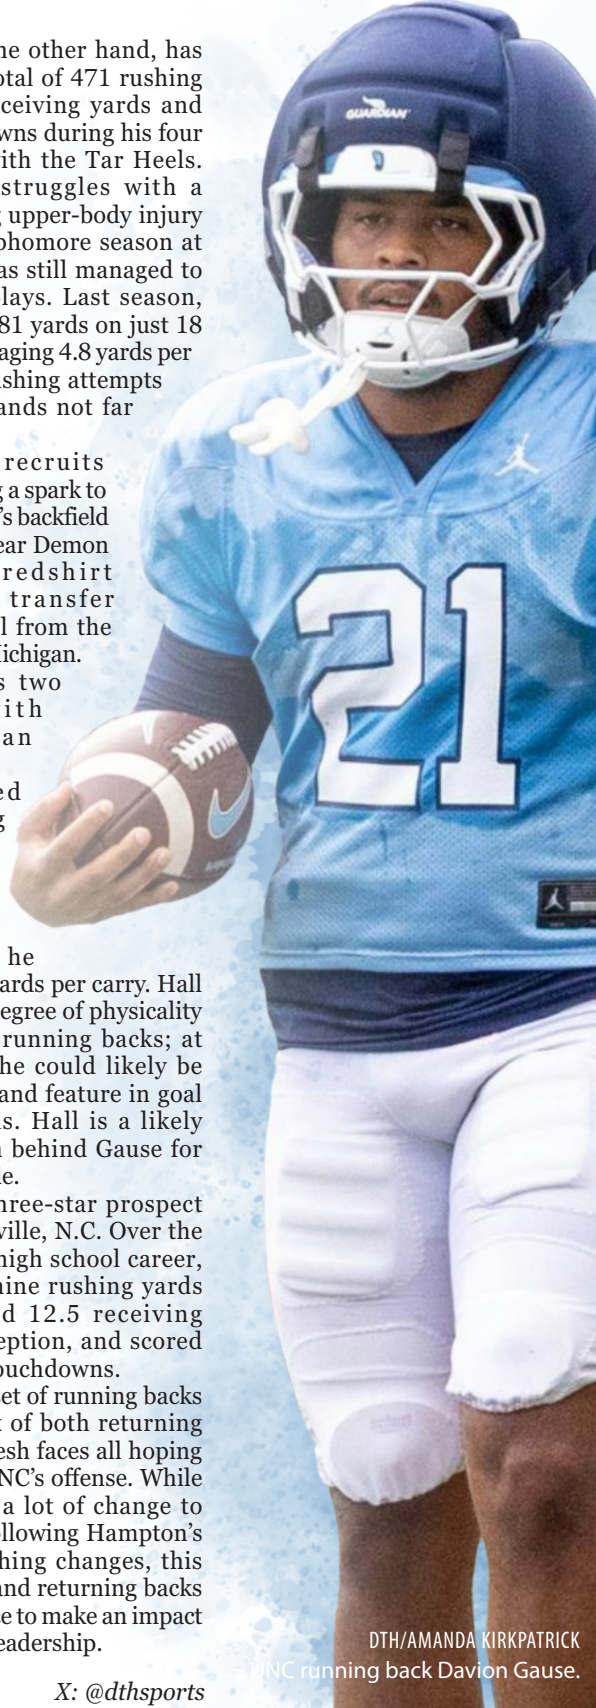 ne other hand, has
otal of 471 rushing
ceiving yards and
wns during his four
ith the Tar Heels.
struggles with a
g upper-body injury
phomore season at
as still managed to
lays. Last season,
81 yards on just 18
aging 4.8 yards per
ushing attempts
ands not far
recruits
g a spark to
's backfield
ear Demon
redshirt
transfer
l from the
Michigan.
s two
ith
an
ed
g
he
ards per carry. Hall
egree of physicality
running backs; at
he could likely be
and feature in goal
s. Hall is a likely
n behind Gause for
le.
hree-star prospect
ville, N.C. Over the
high school career,
nine rushing yards
d 12.5 receiving
eption, and scored
ouchdowns.
set of running backs
x of both returning
esh faces all hoping
NC's offense. While
a lot of change to
ollowing Hampton's
hing changes, this
and returning backs
e to make an impact
eadership.
X: @dthsports
GUARDIAN
21
DTH/AMANDA KIRKPATRICK
UNC running back Davion Gause.